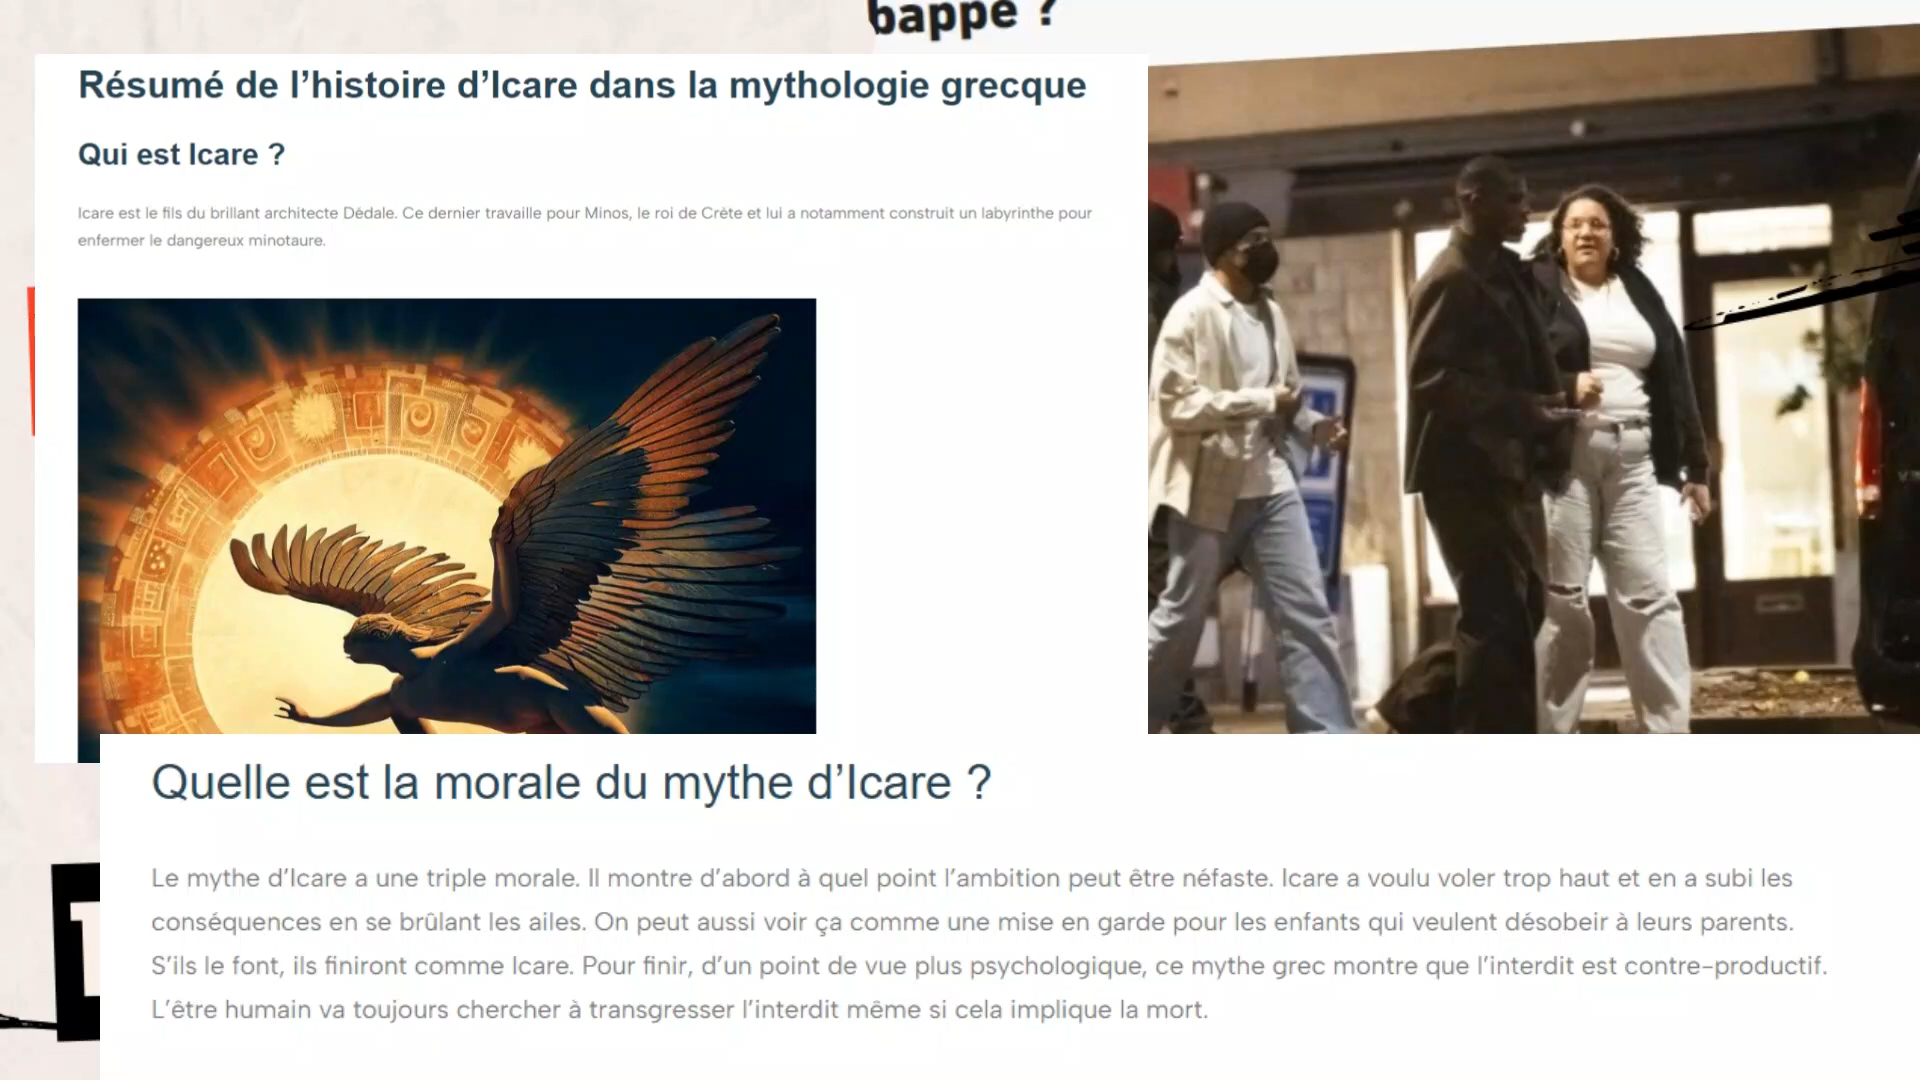 bappé ?
Résumé de l’histoire d’Icare dans la mythologie grecque
Qui est Icare ?
Icare est le fils du brillant architecte Dédale. Ce dernier travaille pour Minos, le roi de Crète et lui a notamment construit un labyrinthe pour
enfermer le dangereux minotaure.
Quelle est la morale du mythe d’Icare ?
Le mythe d’Icare a une triple morale. Il montre d’abord à quel point l’ambition peut être néfaste. Icare a voulu voler trop haut et en a subi les
conséquences en se brûlant les ailes. On peut aussi voir ça comme une mise en garde pour les enfants qui veulent désobeir à leurs parents.
S’ils le font, ils finiront comme Icare. Pour finir, d’un point de vue plus psychologique, ce mythe grec montre que l’interdit est contre-productif.
L’être humain va toujours chercher à transgresser l’interdit même si cela implique la mort.